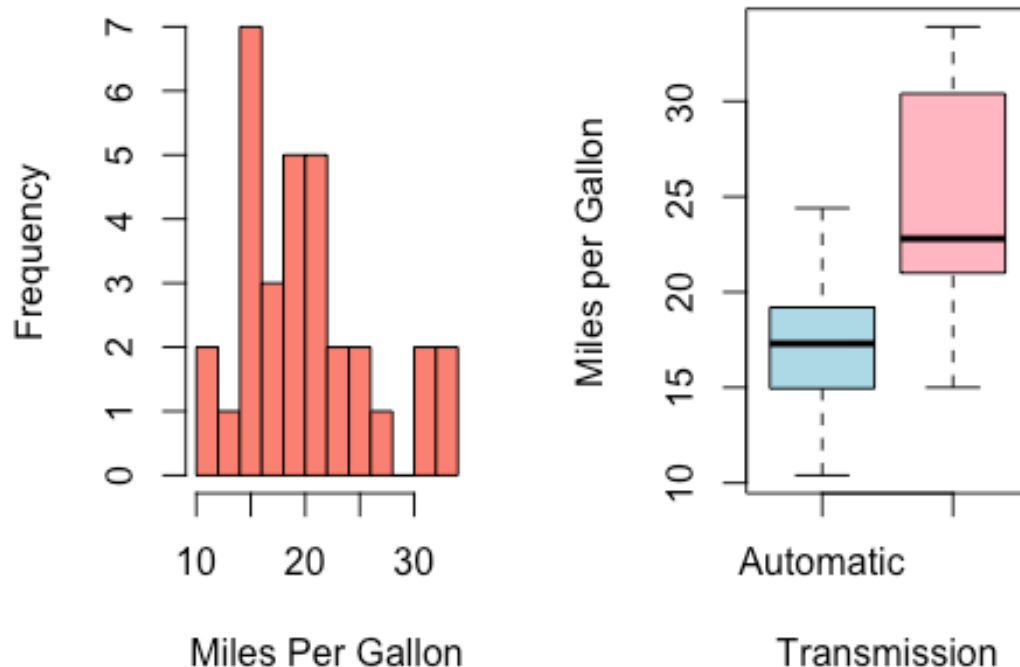 Frequency
0 1 2 3 4 5 6 7
10 20 30
Miles Per Gallon
Miles per Gallon
10 15 20 25 30
Automatic
Transmission